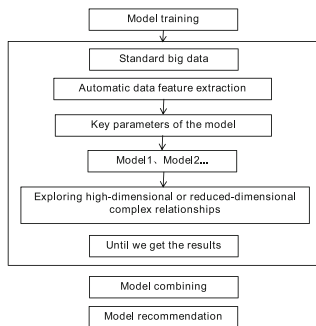 Model training
Standard big data
Automatic data feature extraction
Key parameters of the model
Model1、Model2...
Exploring high-dimensional or reduced-dimensional
complex relationships
Until we get the results
Model combining
Model recommendation